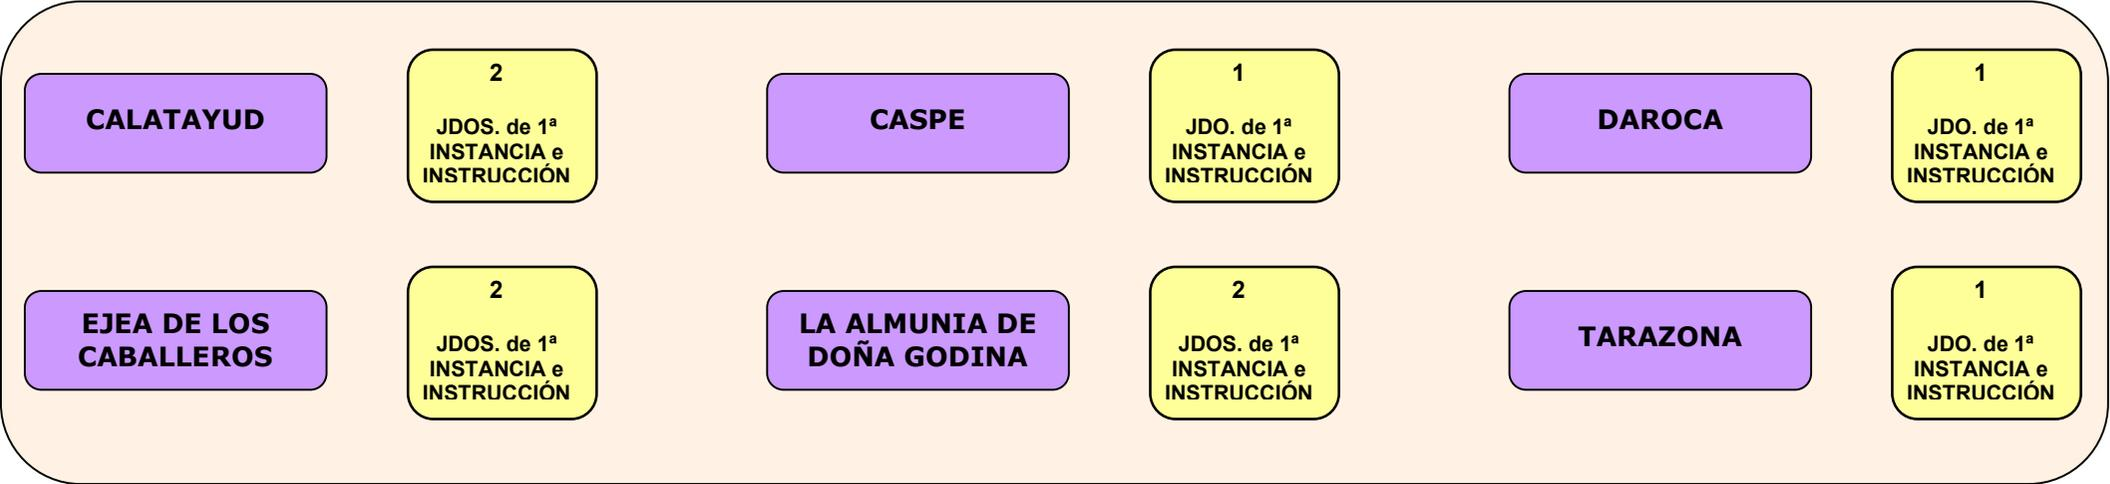 CALATAYUD
2
JDOS. de 1ª
INSTANCIA e
INSTRUCCIÓN
CASPE
1
JDO. de 1ª
INSTANCIA e
INSTRUCCIÓN
DAROCA
1
JDO. de 1ª
INSTANCIA e
INSTRUCCIÓN
EJEA DE LOS
CABALLEROS
2
JDOS. de 1ª
INSTANCIA e
INSTRUCCIÓN
LA ALMUNIA DE
DOÑA GODINA
2
JDOS. de 1ª
INSTANCIA e
INSTRUCCIÓN
TARAZONA
1
JDO. de 1ª
INSTANCIA e
INSTRUCCIÓN